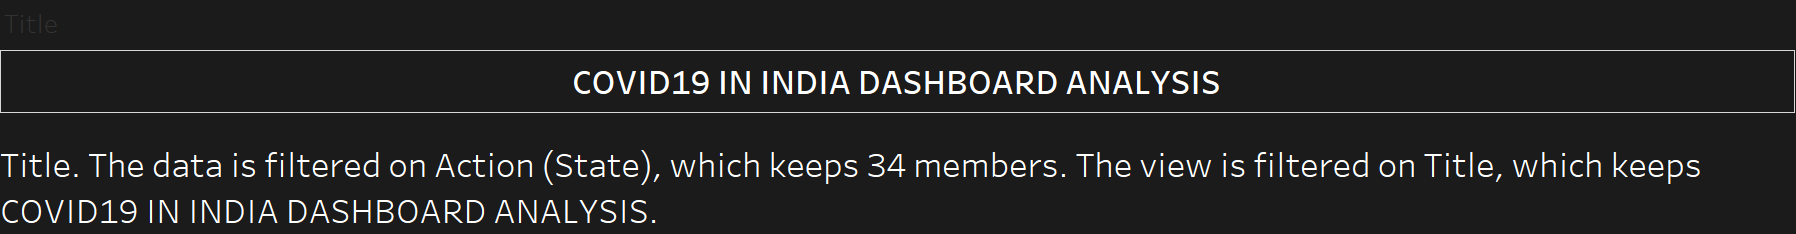 Title
COVID19 IN INDIA DASHBOARD ANALYSIS
Title. The data is filtered on Action (State), which keeps 34 members. The view is filtered on Title, which keeps
COVID19 IN INDIA DASHBOARD ANALYSIS.